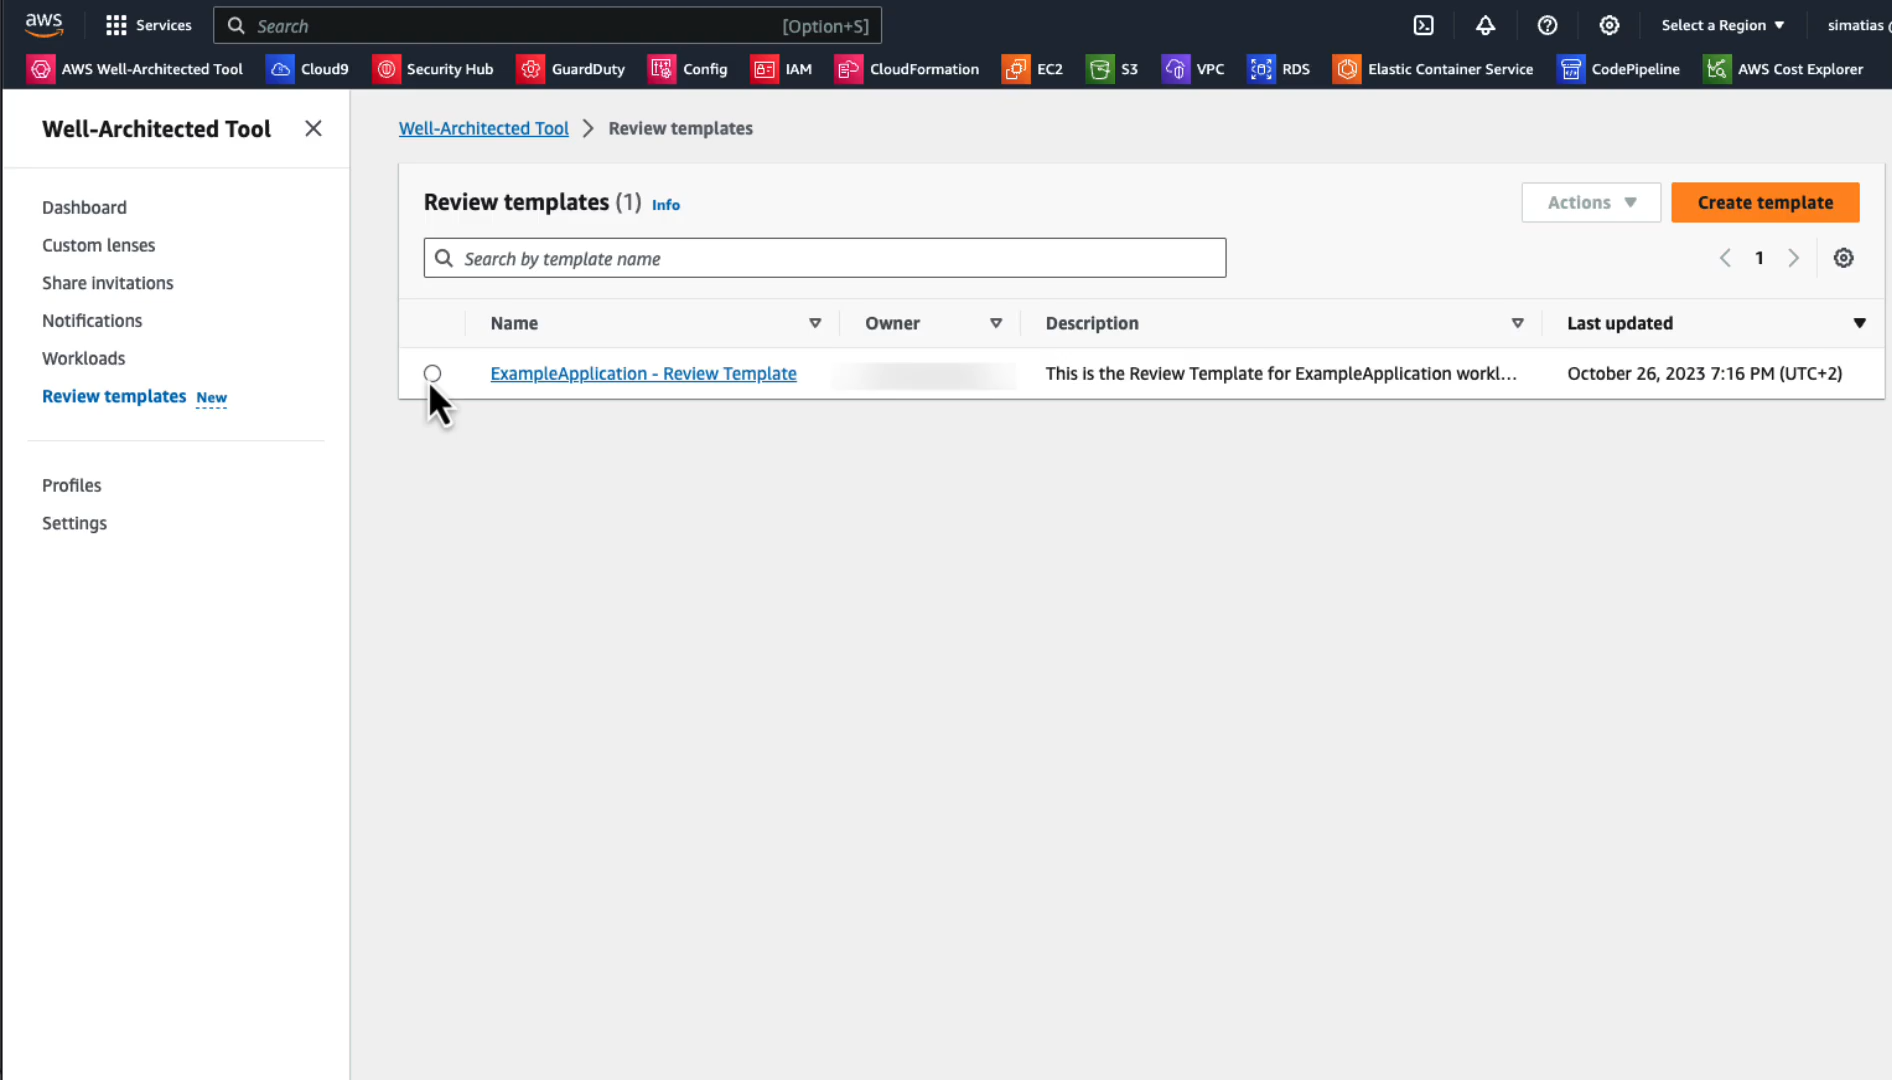 aws Services Search [Option+S] Select a Region simatias
AWS Well-Architected Tool Cloud9 Security Hub GuardDuty Config IAM CloudFormation EC2 S3 VPC RDS Elastic Container Service CodePipeline AWS Cost Explorer
Well-Architected Tool
Dashboard
Custom lenses
Share invitations
Notifications
Workloads
Review templates New
Profiles
Settings
Well-Architected Tool > Review templates
Review templates (1) Info
Actions Create template
Search by template name
1
Name Owner Description Last updated
ExampleApplication - Review Template This is the Review Template for ExampleApplication workl... October 26, 2023 7:16 PM (UTC+2)